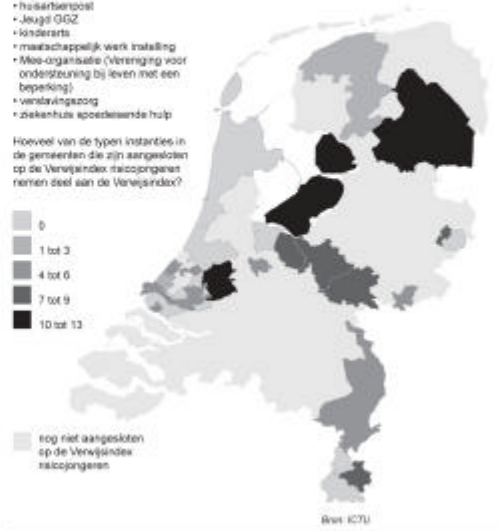 • huisartsenpost
• Jeugd GGZ
• kinderarts
• maatschappelijk werk instelling
• Mee-organisatie (Vereniging voor
ondersteuning bij leven met een
beperking)
• verslavingszorg
• ziekenhuis spoedeisende hulp
Hoeveel van de typen instanties in
de gemeenten die zijn aangesloten
op de Verwijsindex risicojongeren
nemen deel aan de Verwijsindex?
0
1 tot 3
4 tot 6
7 tot 9
10 tot 13
nog niet aangesloten
op de Verwijsindex
risicojongeren
Bron: ICTU